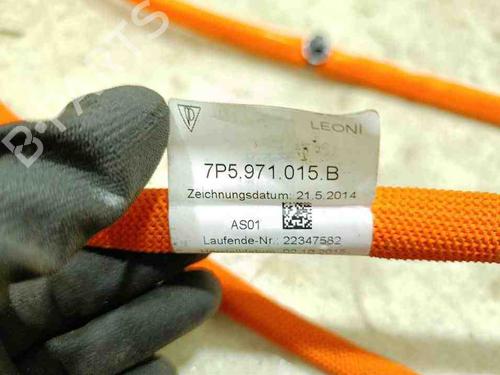 LEONI
7P5.971.015.B
Zeichnungsdatum: 21.5.2014
AS01
Laufende-Nr.: 22347582